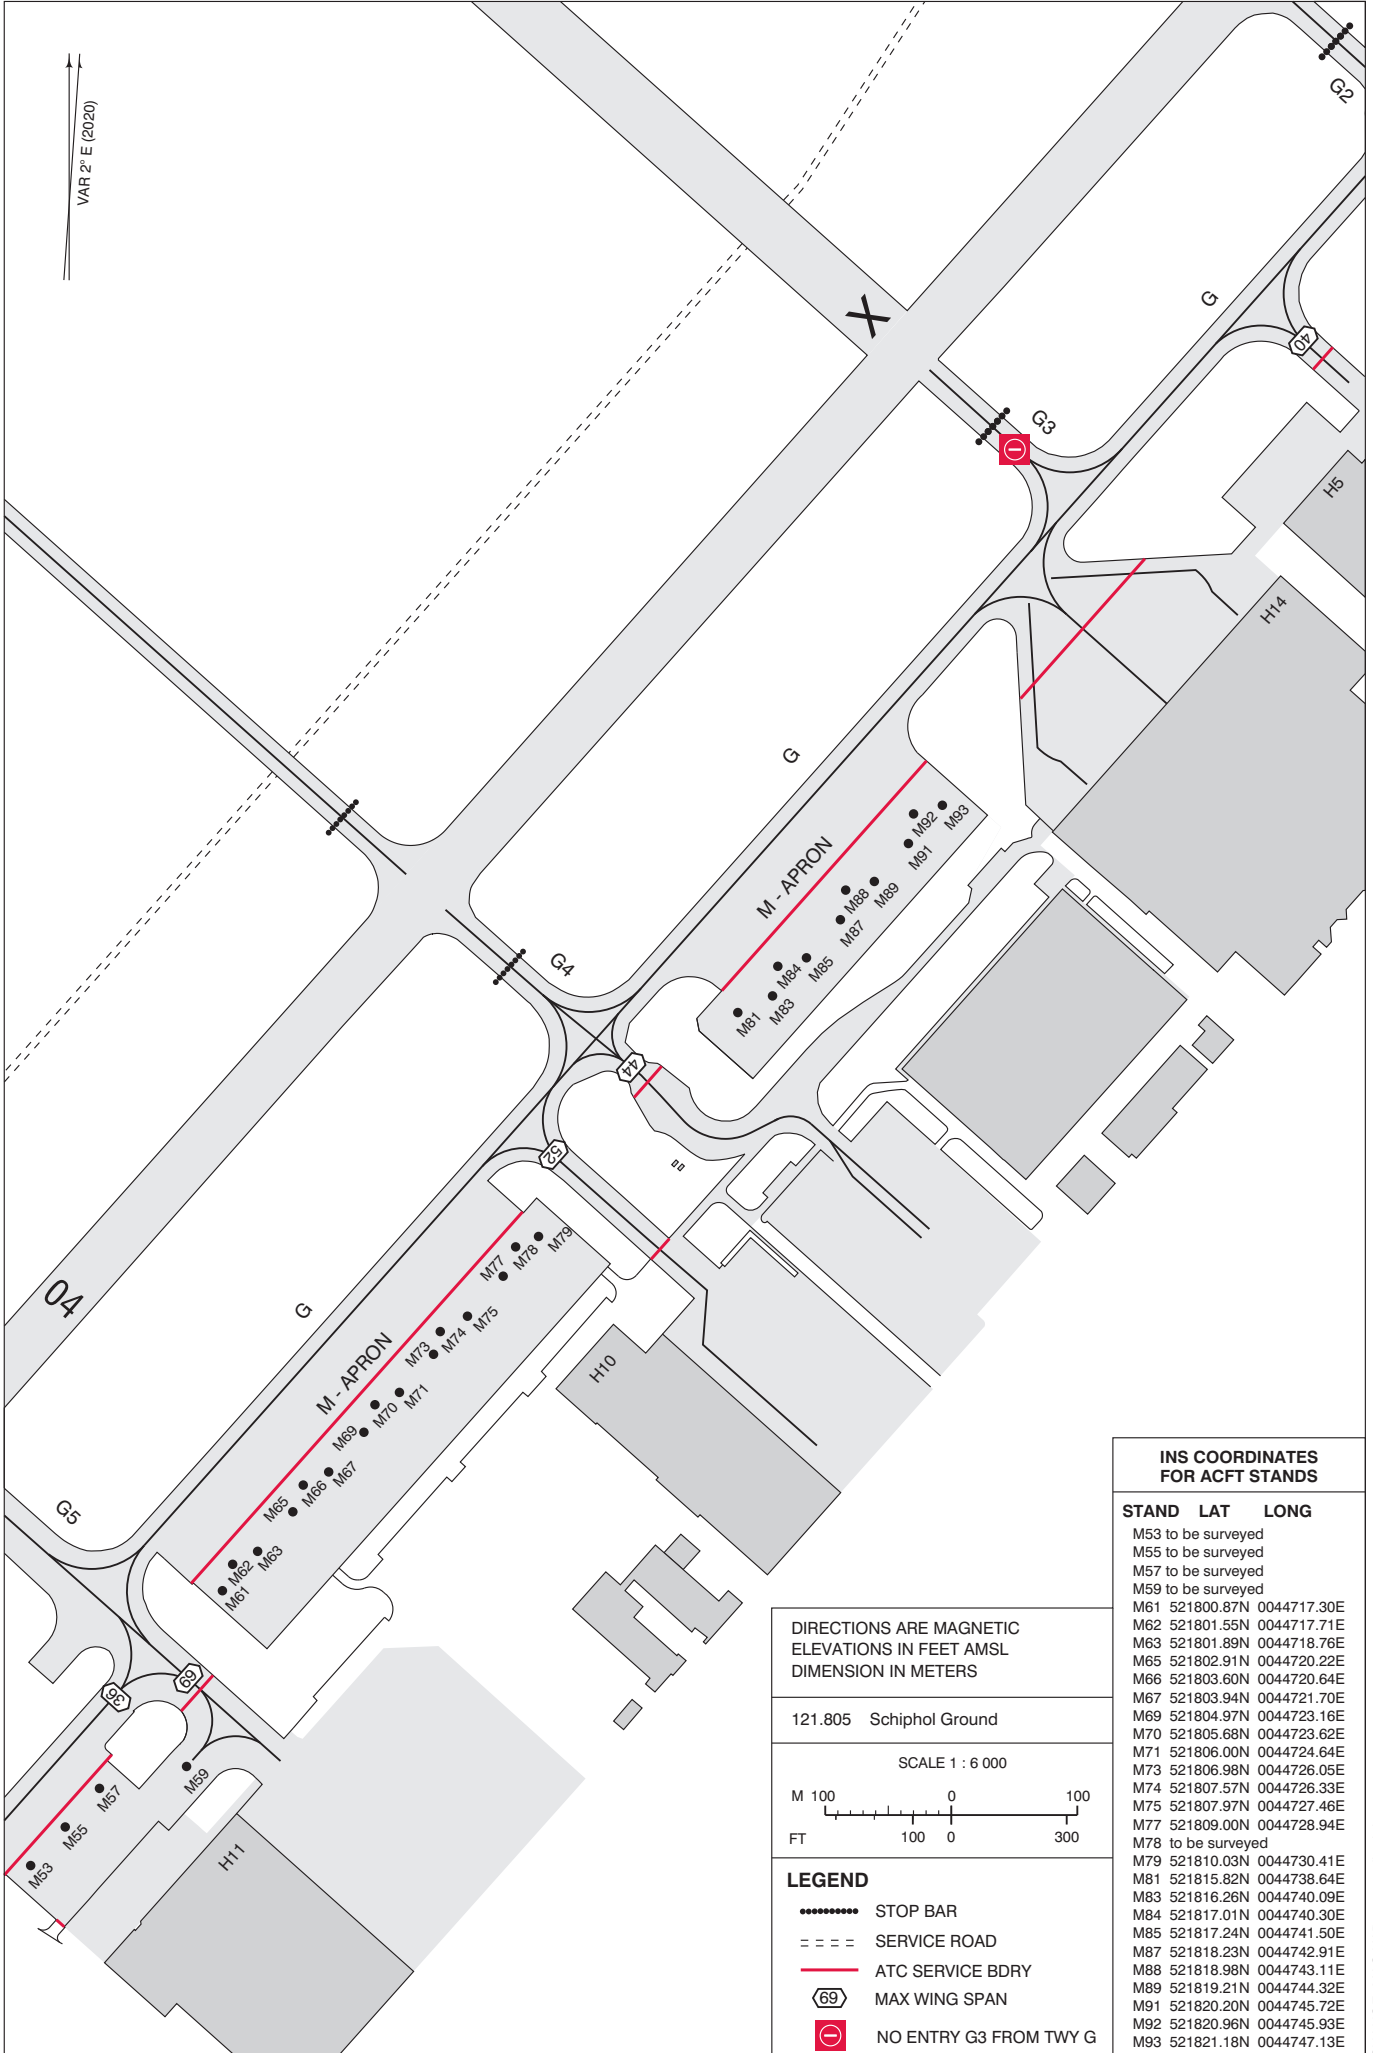 VAR 2° E (2020)
G2
X
G
40
G3
H5
H14
G
M92
M93
M91
M - APRON
M88
M89
M87
M84
M85
M83
M81
G4
44
52
M79
M78
M77
04
G
M75
M74
M73
M - APRON
M71
M70
M69
H10
M67
M66
M65
G5
M63
M62
M61
69
36
M59
M57
M55
M53
H11
INS COORDINATES
FOR ACFT STANDS
STAND LAT LONG
M53 to be surveyed
M55 to be surveyed
M57 to be surveyed
M59 to be surveyed
M61 521800.87N 0044717.30E
M62 521801.55N 0044717.71E
M63 521801.89N 0044718.76E
M65 521802.91N 0044720.22E
M66 521803.60N 0044720.64E
M67 521803.94N 0044721.70E
M69 521804.97N 0044723.16E
M70 521805.68N 0044723.62E
M71 521806.00N 0044724.64E
M73 521806.98N 0044726.05E
M74 521807.57N 0044726.33E
M75 521807.97N 0044727.46E
M77 521809.00N 0044728.94E
M78 to be surveyed
M79 521810.03N 0044730.41E
M81 521815.82N 0044738.64E
M83 521816.26N 0044740.09E
M84 521817.01N 0044740.30E
M85 521817.24N 0044741.50E
M87 521818.23N 0044742.91E
M88 521818.98N 0044743.11E
M89 521819.21N 0044744.32E
M91 521820.20N 0044745.72E
M92 521820.96N 0044745.93E
M93 521821.18N 0044747.13E
DIRECTIONS ARE MAGNETIC
ELEVATIONS IN FEET AMSL
DIMENSION IN METERS
121.805 Schiphol Ground
SCALE 1 : 6 000
M 100 0 100
FT 100 0 300
LEGEND
STOP BAR
SERVICE ROAD
ATC SERVICE BDRY
69 MAX WING SPAN
NO ENTRY G3 FROM TWY G